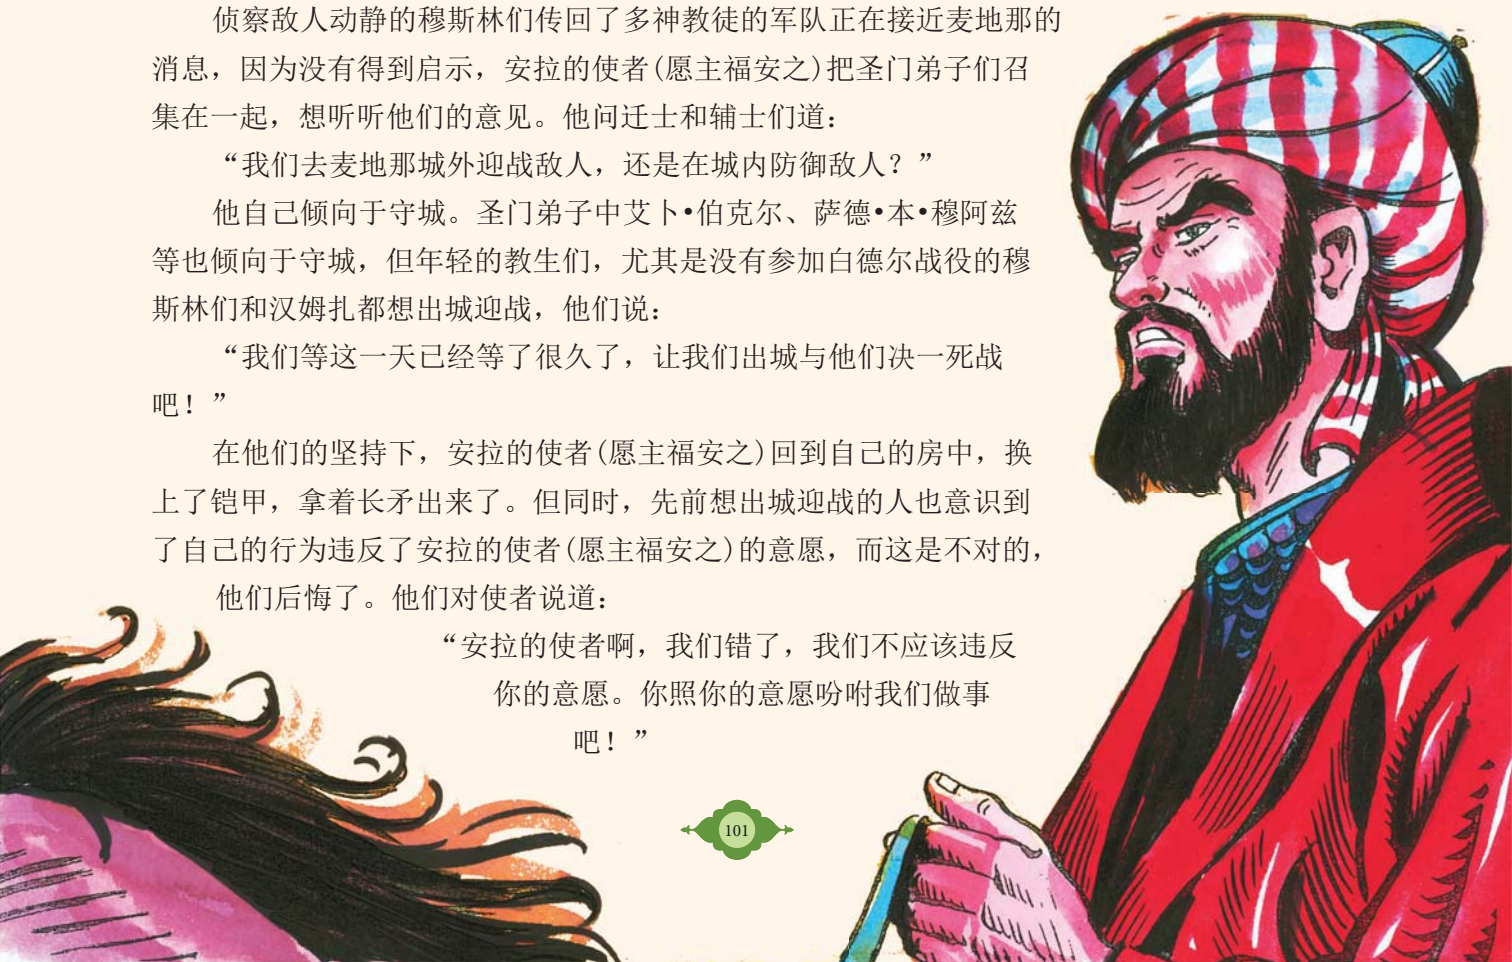 侦察敌人动静的穆斯林们传回了多神教徒的军队正在接近麦地那的
消息，因为没有得到启示，安拉的使者(愿主福安之)把圣门弟子们召
集在一起，想听听他们的意见。他问迁士和辅士们道：
“我们去麦地那城外迎战敌人，还是在城内防御敌人？”
他自己倾向于守城。圣门弟子中艾卜•伯克尔、萨德•本•穆阿兹
等也倾向于守城，但年轻的教生们，尤其是没有参加白德尔战役的穆
斯林们和汉姆扎都想出城迎战，他们说：
“我们等这一天已经等了很久了，让我们出城与他们决一死战
吧！”
在他们的坚持下，安拉的使者(愿主福安之)回到自己的房中，换
上了铠甲，拿着长矛出来了。但同时，先前想出城迎战的人也意识到
了自己的行为违反了安拉的使者(愿主福安之)的意愿，而这是不对的，
他们后悔了。他们对使者说道：
“安拉的使者啊，我们错了，我们不应该违反
你的意愿。你照你的意愿吩咐我们做事
吧！”
101